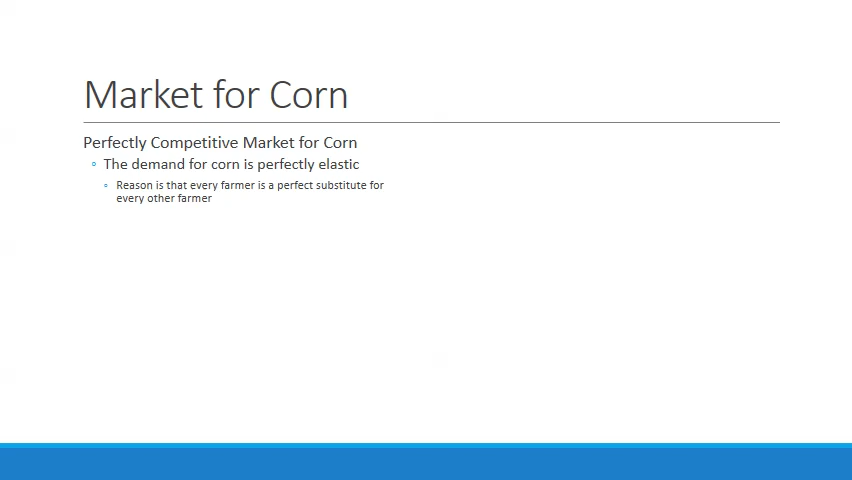 Market for Corn
Perfectly Competitive Market for Corn
◦ The demand for corn is perfectly elastic
◦ Reason is that every farmer is a perfect substitute for
every other farmer